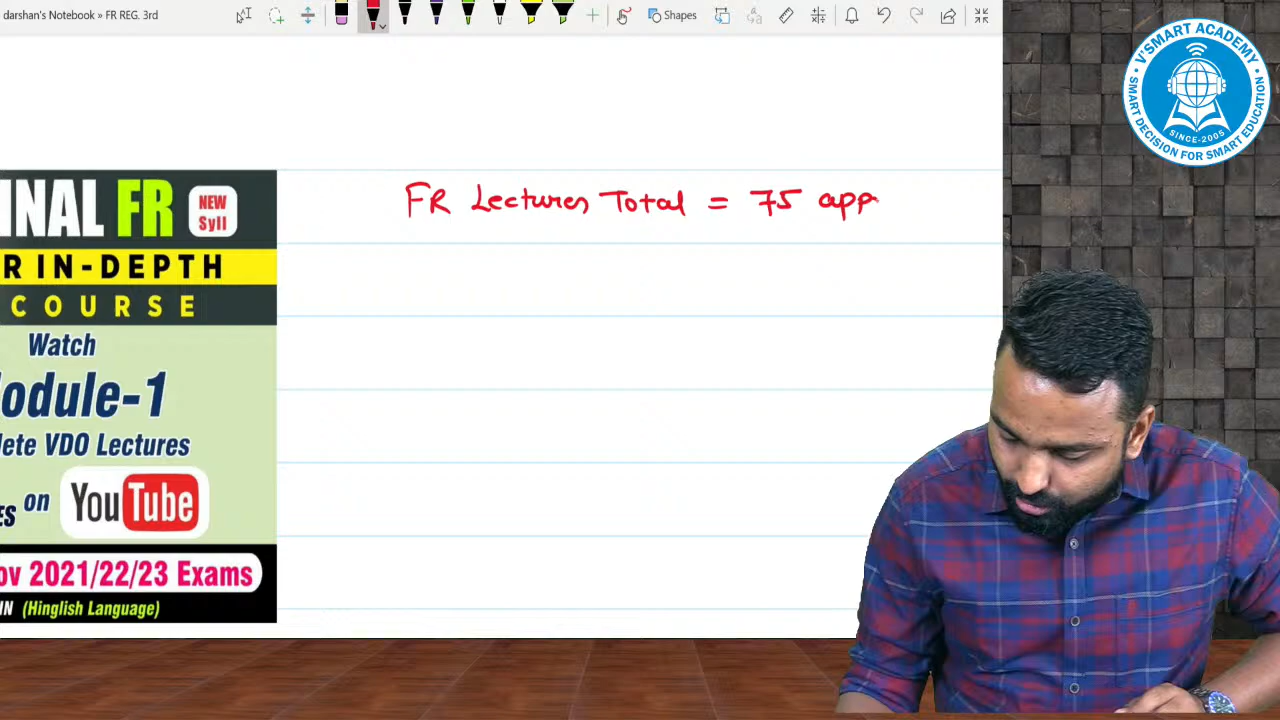 darshan's Notebook » FR REG. 3rd
Shapes
V'SMART ACADEMY
SINCE-2005
SMART DECISION FOR SMART EDUCATION
FR Lectures Total = 75 app
INAL FR NEW Syll
R IN-DEPTH
COURSE
Watch
odule-1
lete VDO Lectures
ES on YouTube
ov 2021/22/23 Exams
IN (Hinglish Language)